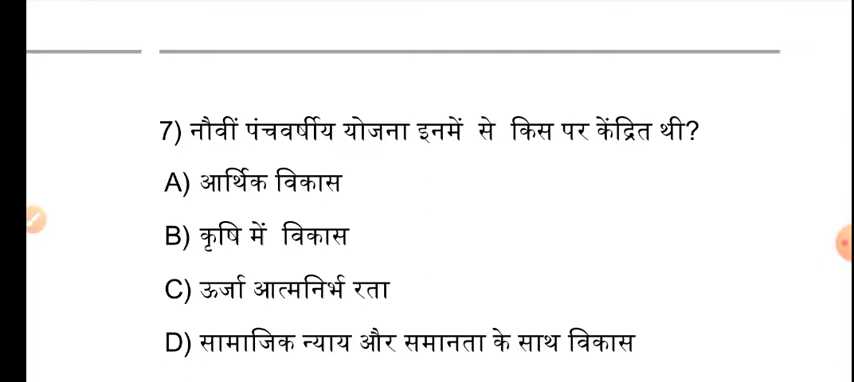 7) नौवीं पंचवर्षीय योजना इनमें से किस पर केंद्रित थी?
A) आर्थिक विकास
B) कृषि में विकास
C) ऊर्जा आत्मनिर्भ रता
D) सामाजिक न्याय और समानता के साथ विकास